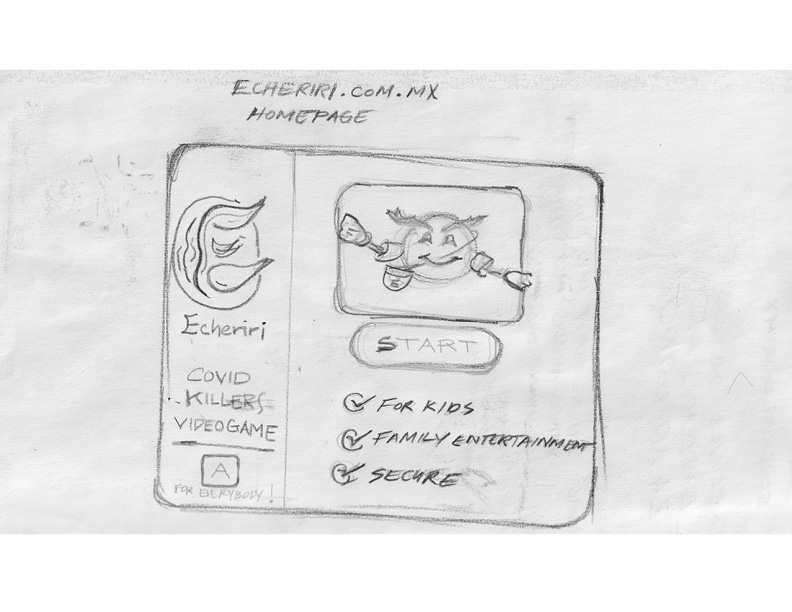 ECHERIRI.COM.MX
HOMEPAGE
Echeriri
COVID
KILLERS
VIDEOGAME
A
FOR EVERYBODY!
START
FOR KIDS
FAMILY ENTERTAINMENT
SECURE